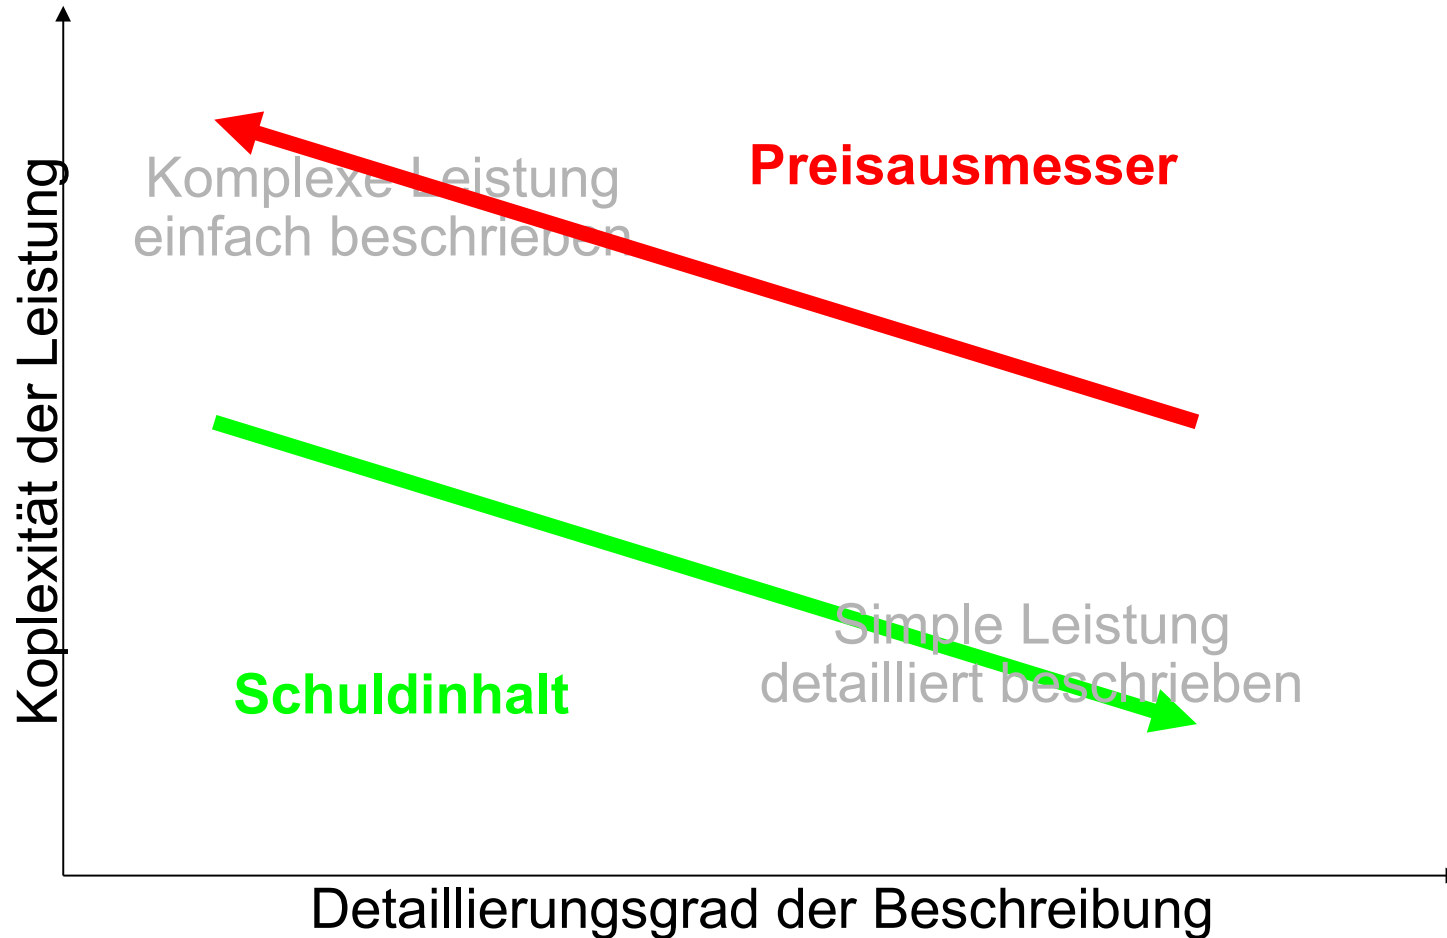 Koplexität der Leistung
Komplexe Leistung
einfach beschrieben
Preisausmesser
Schuldinhalt
Simple Leistung
detailliert beschrieben
Detaillierungsgrad der Beschreibung